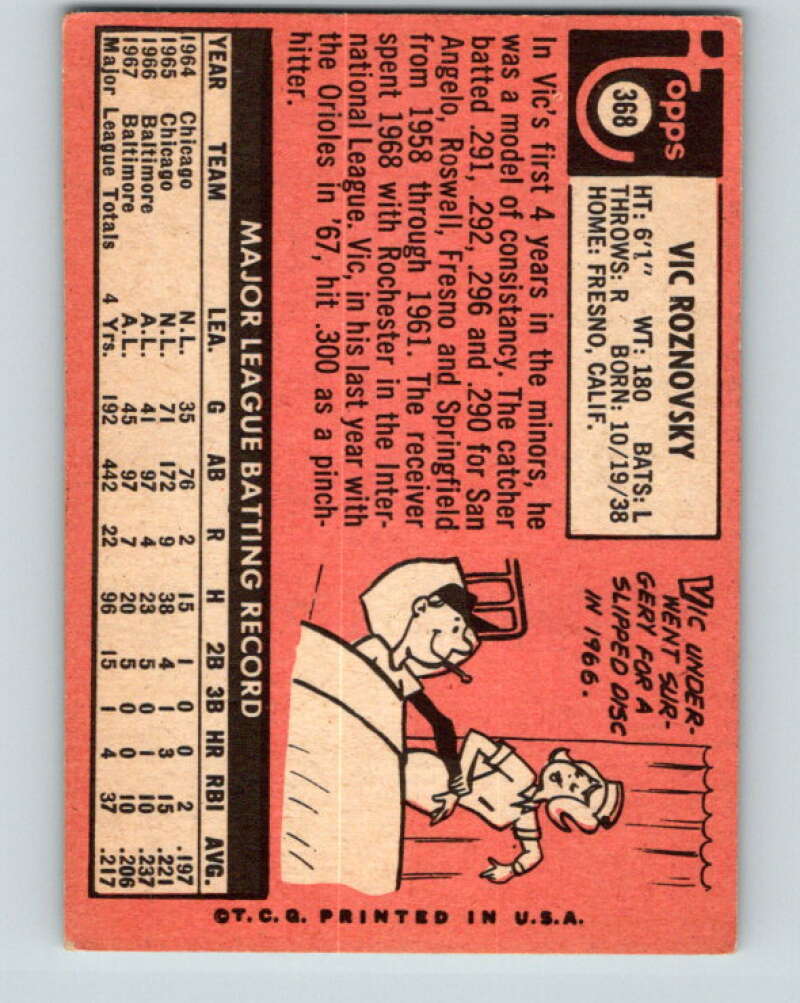 Topps
368
VIC ROZNOVSKY
HT: 6'1" WT: 180 BATS: L
THROWS: R BORN: 10/19/38
HOME: FRESNO, CALIF.
In Vic's first 4 years in the minors, he
was a model of consistancy. The catcher
batted .291, .292, .296 and .290 for San
Angelo, Roswell, Fresno and Springfield
from 1958 through 1961. The receiver
spent 1968 with Rochester in the Inter-
national League. Vic, in his last year with
the Orioles in '67, hit .300 as a pinch-
hitter.
VIC UNDER-
WENT SUR-
GERY FOR A
SLIPPED DISC
IN 1966.
MAJOR LEAGUE BATTING RECORD
YEAR TEAM LEA. G AB R H 2B 3B HR RBI AVG.
1964 Chicago N.L. 35 76 2 15 1 0 0 2 .197
1965 Chicago N.L. 71 172 9 38 4 1 3 15 .221
1966 Baltimore A.L. 41 97 4 23 5 0 1 10 .237
1967 Baltimore A.L. 45 97 7 20 5 0 0 10 .206
Major League Totals 4 Yrs. 192 442 22 96 15 1 4 37 .217
©T.C.G. PRINTED IN U.S.A.